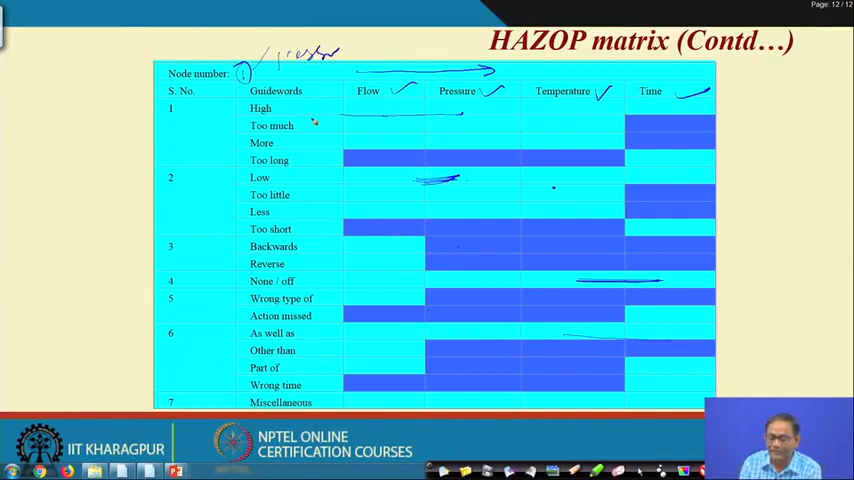 Page: 12 / 12
HAZOP matrix (Contd…)
Node number: 1
S. No. Guidewords Flow Pressure Temperature Time
1 High
Too much
More
Too long
2 Low
Too little
Less
Too short
3 Backwards
Reverse
4 None / off
5 Wrong type of
Action missed
6 As well as
Other than
Part of
Wrong time
7 Miscellaneous
IIT KHARAGPUR
NPTEL ONLINE
CERTIFICATION COURSES